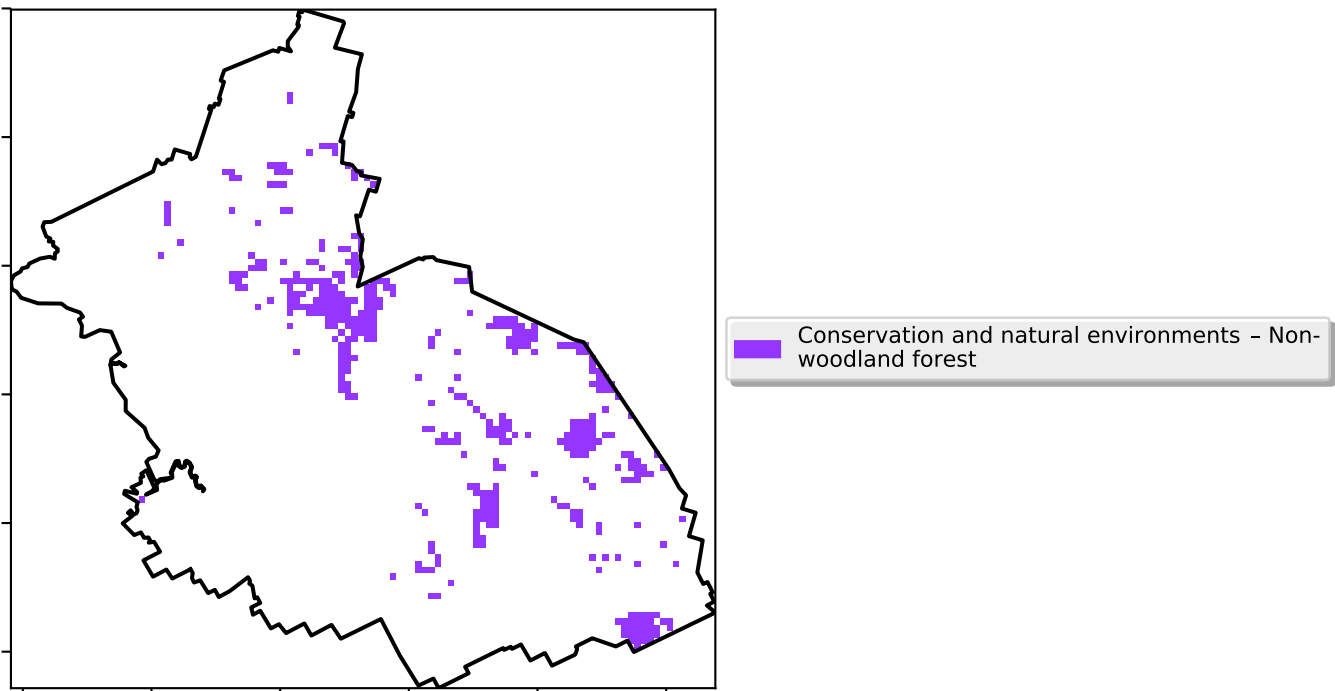 Conservation and natural environments – Non-
woodland forest